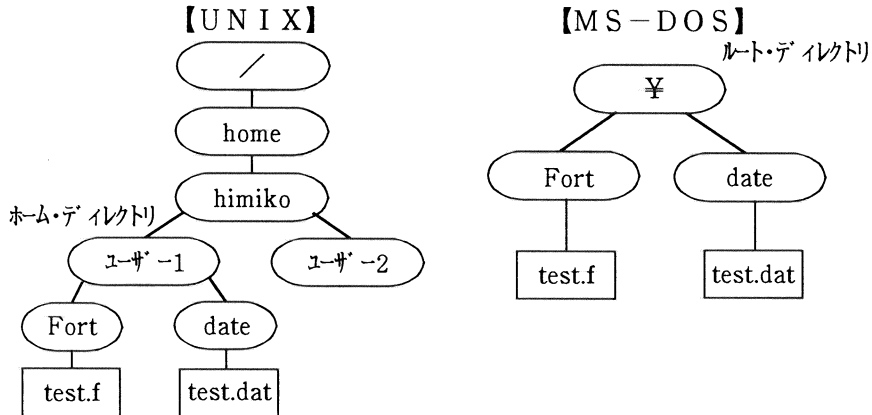 【UNIX】
/
home
himiko
ホーム・ディレクトリ
ユーザー1
ユーザー2
Fort
date
test.f
test.dat
【MS-DOS】
ルート・ディレクトリ
¥
Fort
date
test.f
test.dat